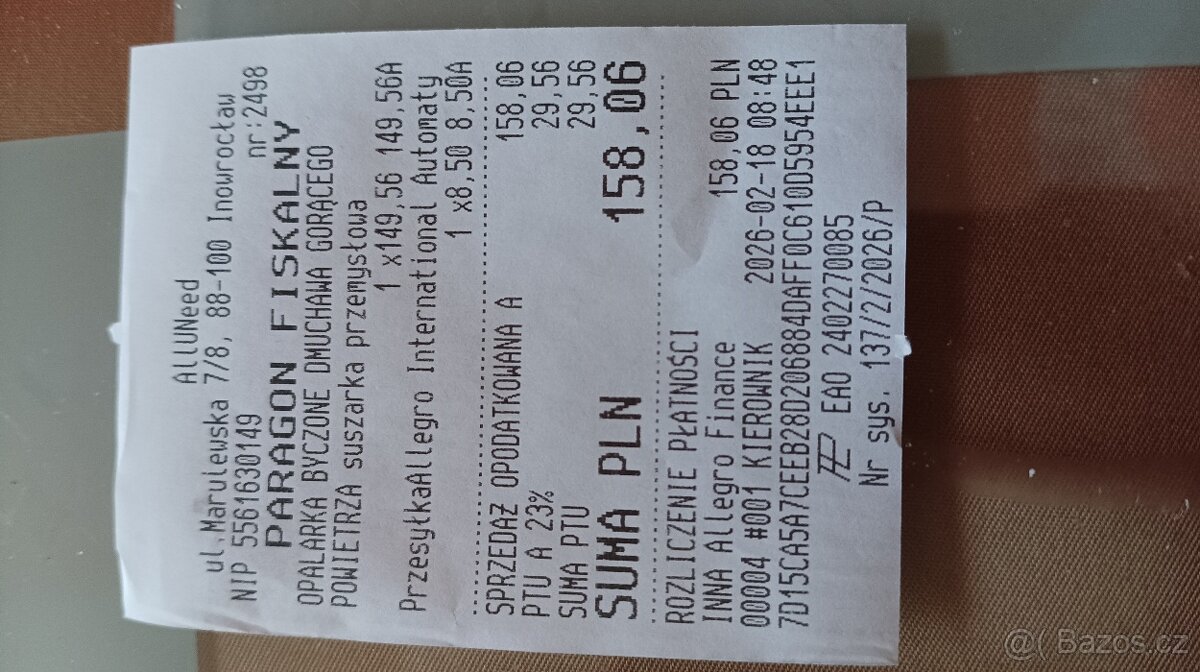 AllUNeed
ul.Marulewska 7/8, 88-100 Inowrocław
NIP 5561630149 nr:2498
PARAGON FISKALNY
OPALARKA BYCZONE DMUCHAWA GORĄCEGO
POWIETRZA suszarka przemysłowa
1 x149,56 149,56A
PrzesyłkaAllegro International Automaty
1 x8,50 8,50A
SPRZEDAŻ OPODATKOWANA A 158,06
PTU A 23% 29,56
SUMA PTU 29,56
SUMA PLN 158,06
ROZLICZENIE PŁATNOŚCI
INNA Allegro Finance 158,06 PLN
00004 #001 KIEROWNIK 2026-02-18 08:48
7D15CA5A7CEEB28D206884DAFF0C610D5954EEE1
EAO 2402270085
Nr sys. 137/2/2026/P
@( Bazos.cz